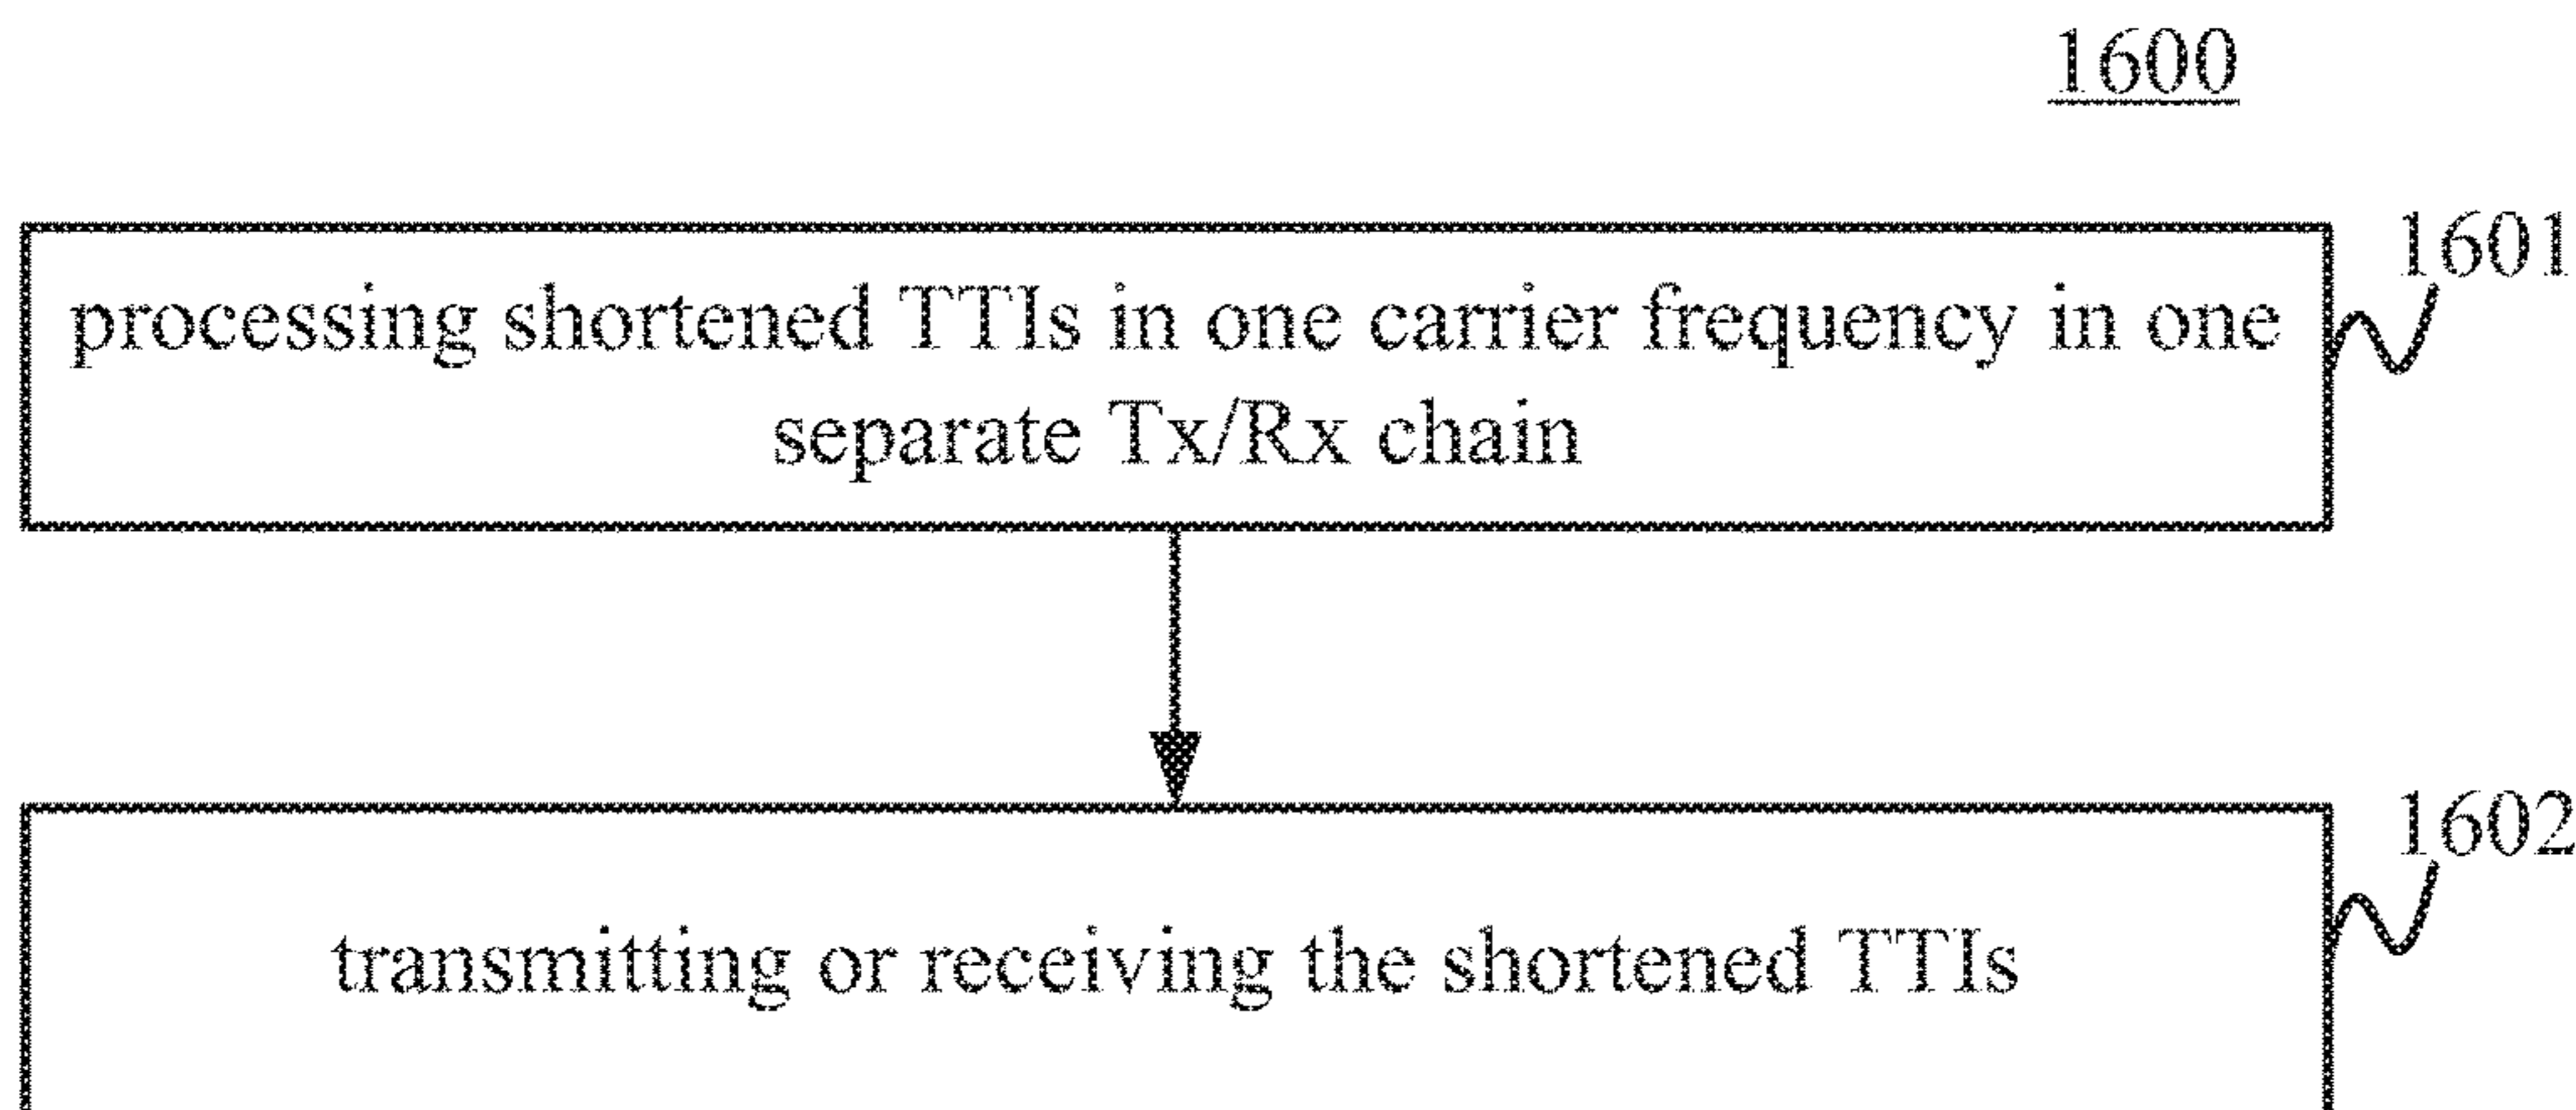 1600
1601
processing shortened TTIs in one carrier frequency in one
separate Tx/Rx chain
1602
transmitting or receiving the shortened TTIs